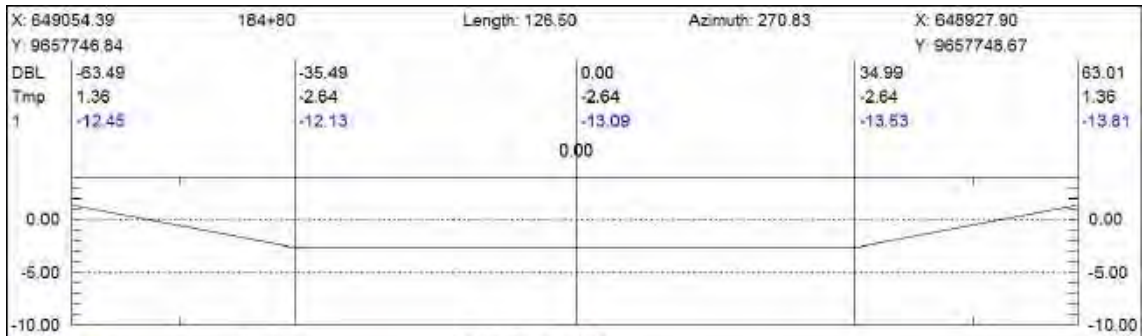 X: 649054.39 184+80 Length: 126.50 Azimuth: 270.83 X: 648927.90
Y: 9657746.84 Y: 9657748.67
DBL -63.49 -35.49 0.00 34.99 63.01
Tmp 1.36 -2.64 -2.64 -2.64 1.36
1 -12.45 -12.13 -13.09 -13.53 -13.81
0.00
0.00 0.00
-5.00 -5.00
-10.00 -10.00